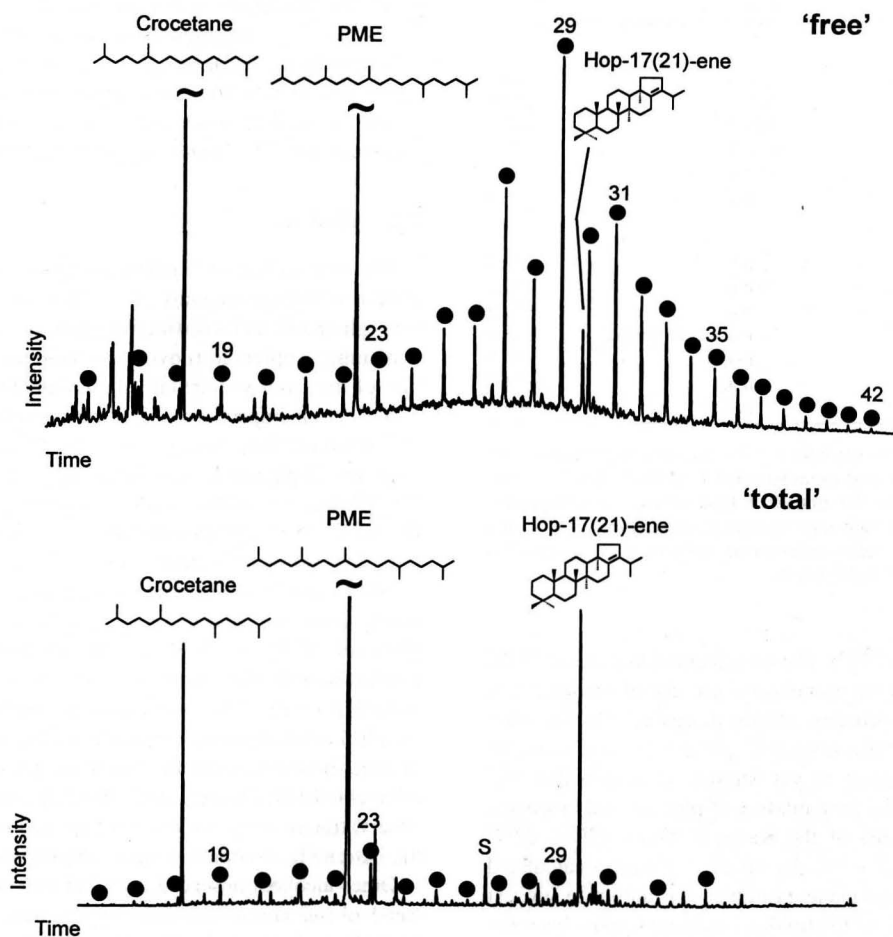 'free'
Crocetane
PME
29
Hop-17(21)-ene
31
19
23
35
42
Intensity
Time
'total'
PME
Hop-17(21)-ene
Crocetane
23
S
19
29
Intensity
Time